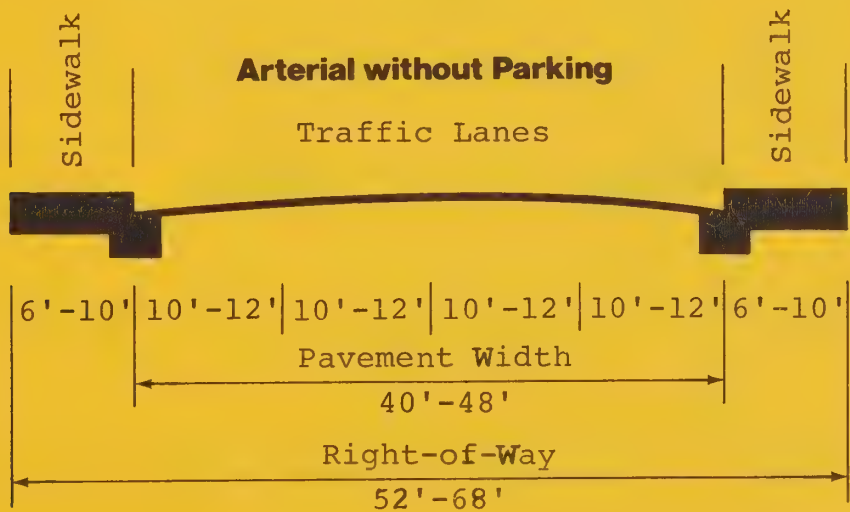 Sidewalk
Arterial without Parking
Traffic Lanes
Sidewalk
6'-10' 10'-12' 10'-12' 10'-12' 10'-12' 6'-10'
Pavement Width
40'-48'
Right-of-Way
52'-68'